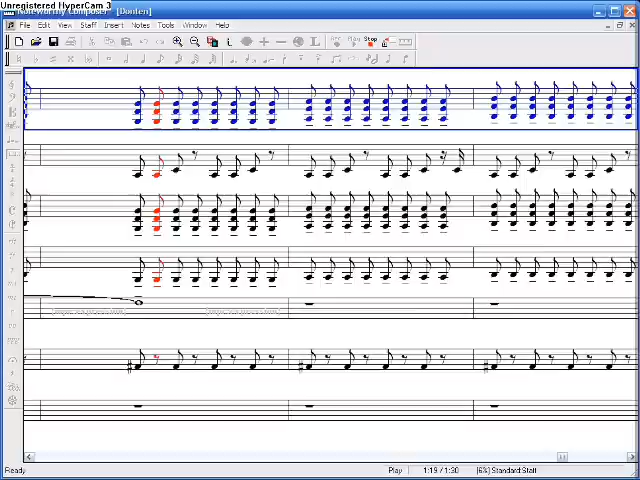 Unregistered HyperCam 3
NoteWorthy Composer - [Donten]
File Edit View Staff Insert Notes Tools Window Help
Play Stop
Ready Play 1:19 / 1:30 [6%] Standard:Staff